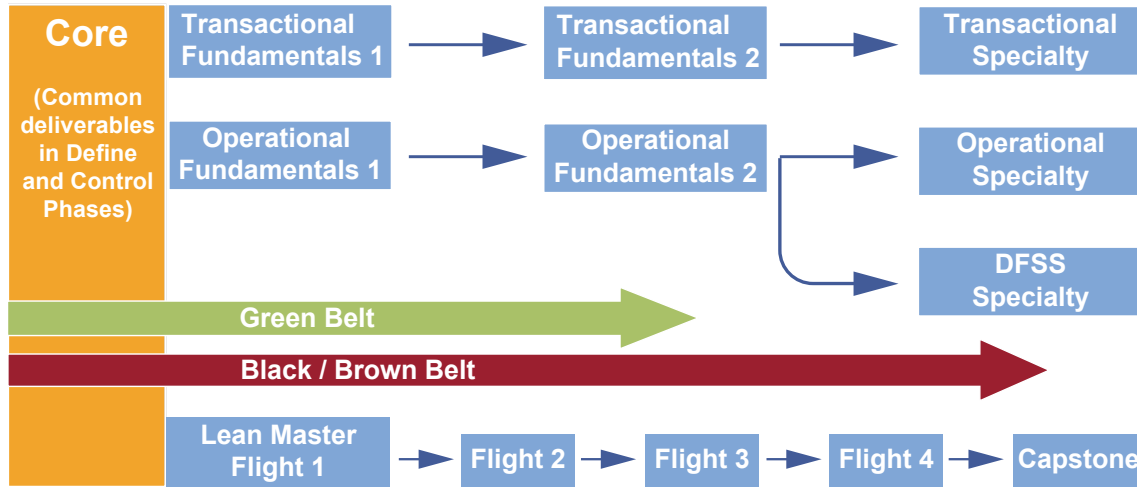 Core
(Common
deliverables
in Define
and Control
Phases)
Transactional
Fundamentals 1
Transactional
Fundamentals 2
Transactional
Specialty
Operational
Fundamentals 1
Operational
Fundamentals 2
Operational
Specialty
DFSS
Specialty
Green Belt
Black / Brown Belt
Lean Master
Flight 1
Flight 2
Flight 3
Flight 4
Capstone